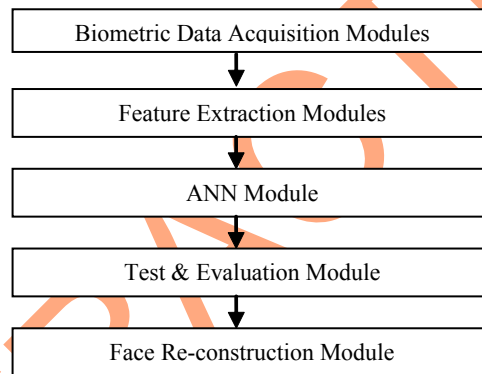 Biometric Data Acquisition Modules
Feature Extraction Modules
ANN Module
Test & Evaluation Module
Face Re-construction Module